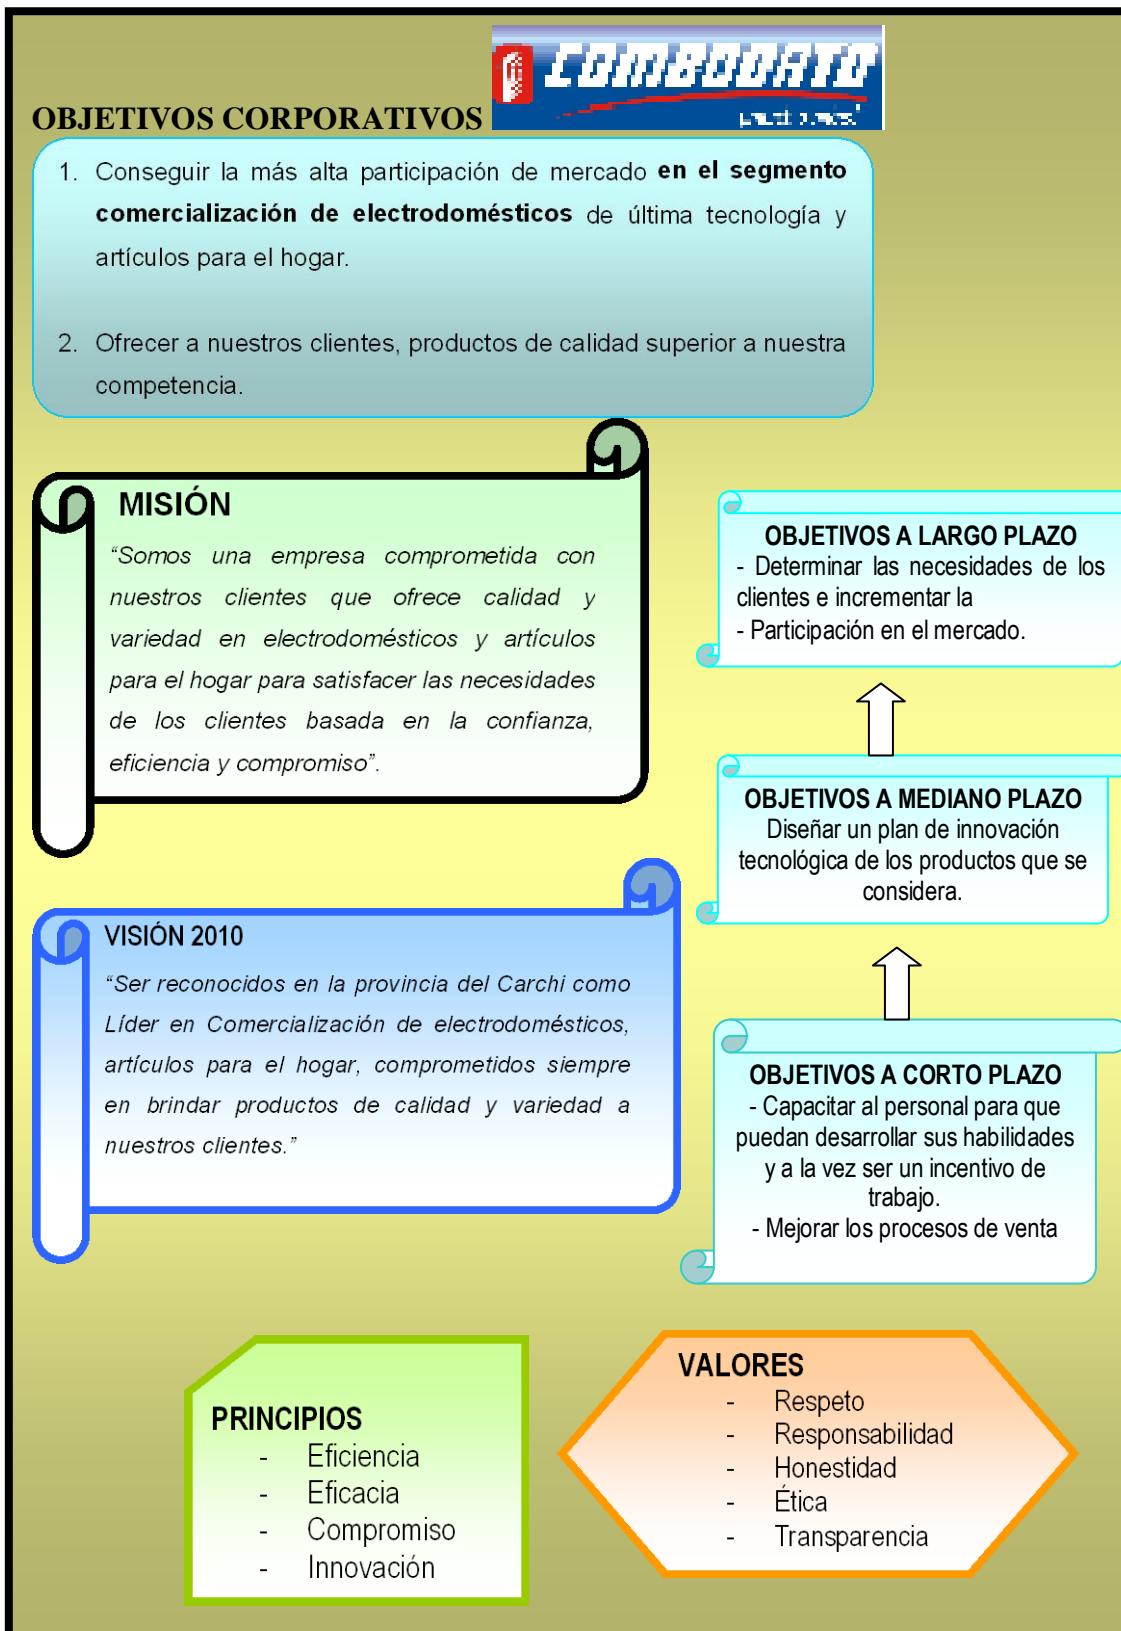 COMBODATO
OBJETIVOS CORPORATIVOS
1. Conseguir la más alta participación de mercado en el segmento
comercialización de electrodomésticos de última tecnología y
artículos para el hogar.
2. Ofrecer a nuestros clientes, productos de calidad superior a nuestra
competencia.
MISIÓN
“Somos una empresa comprometida con
nuestros clientes que ofrece calidad y
variedad en electrodomésticos y artículos
para el hogar para satisfacer las necesidades
de los clientes basada en la confianza,
eficiencia y compromiso”.
VISIÓN 2010
“Ser reconocidos en la provincia del Carchi como
Líder en Comercialización de electrodomésticos,
artículos para el hogar, comprometidos siempre
en brindar productos de calidad y variedad a
nuestros clientes.”
OBJETIVOS A LARGO PLAZO
- Determinar las necesidades de los
clientes e incrementar la
- Participación en el mercado.
OBJETIVOS A MEDIANO PLAZO
Diseñar un plan de innovación
tecnológica de los productos que se
considera.
OBJETIVOS A CORTO PLAZO
- Capacitar al personal para que
puedan desarrollar sus habilidades
y a la vez ser un incentivo de
trabajo.
- Mejorar los procesos de venta
PRINCIPIOS
- Eficiencia
- Eficacia
- Compromiso
- Innovación
VALORES
- Respeto
- Responsabilidad
- Honestidad
- Ética
- Transparencia